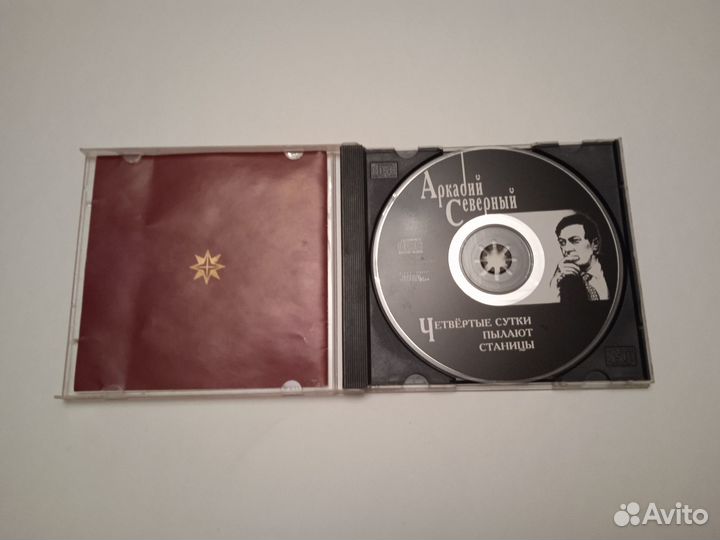 Аркадий
Северный
Четвёртые сутки
пылают
станицы
Avito